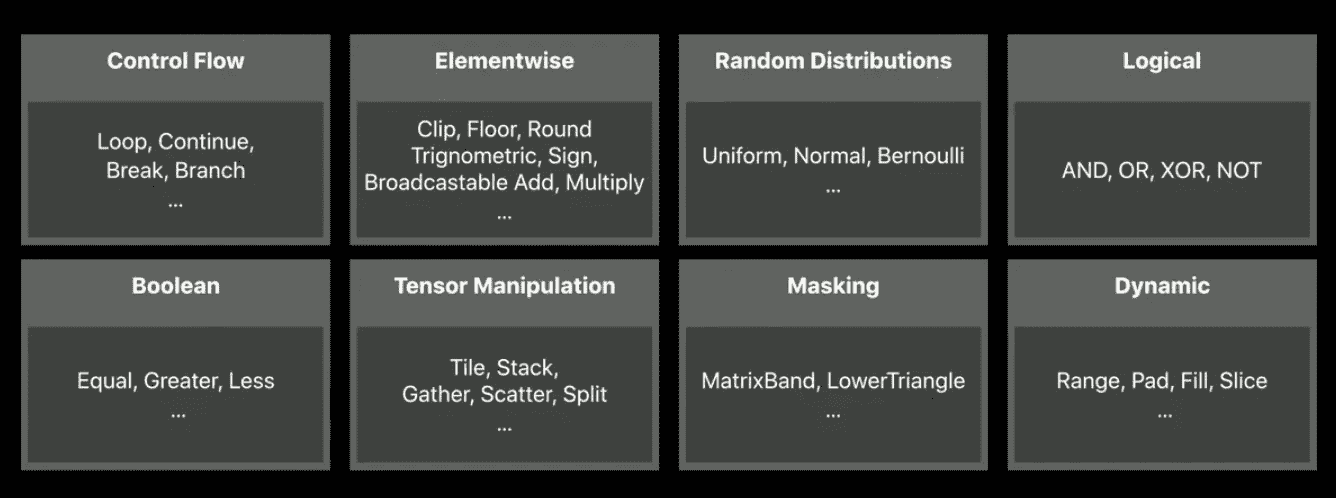 Control Flow
Loop, Continue,
Break, Branch
...
Elementwise
Clip, Floor, Round
Trignometric, Sign,
Broadcastable Add, Multiply
...
Random Distributions
Uniform, Normal, Bernoulli
...
Logical
AND, OR, XOR, NOT
Boolean
Equal, Greater, Less
...
Tensor Manipulation
Tile, Stack,
Gather, Scatter, Split
...
Masking
MatrixBand, LowerTriangle
...
Dynamic
Range, Pad, Fill, Slice
...